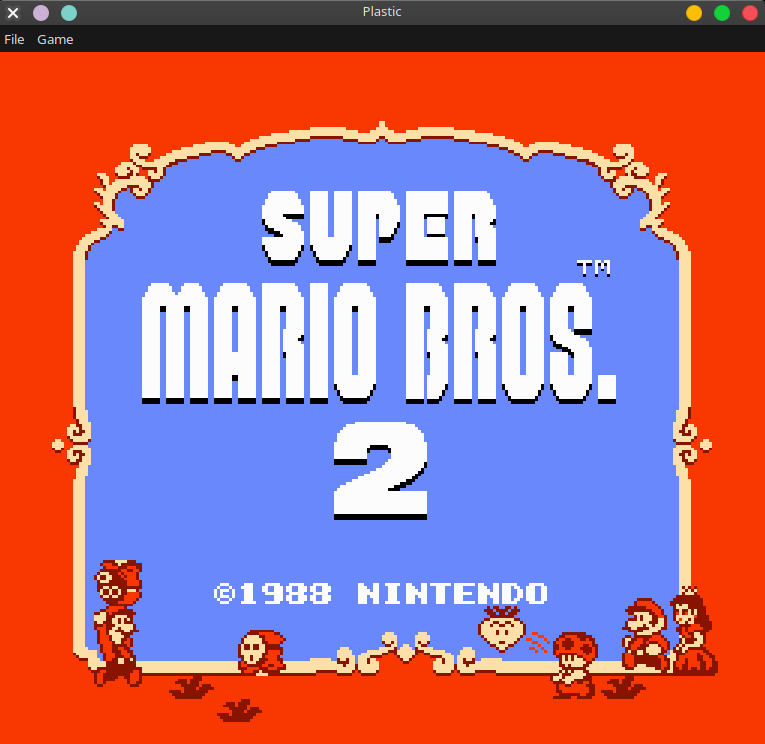 Plastic
File Game
SUPER
TM
MARIO BROS.
2
©1988 NINTENDO